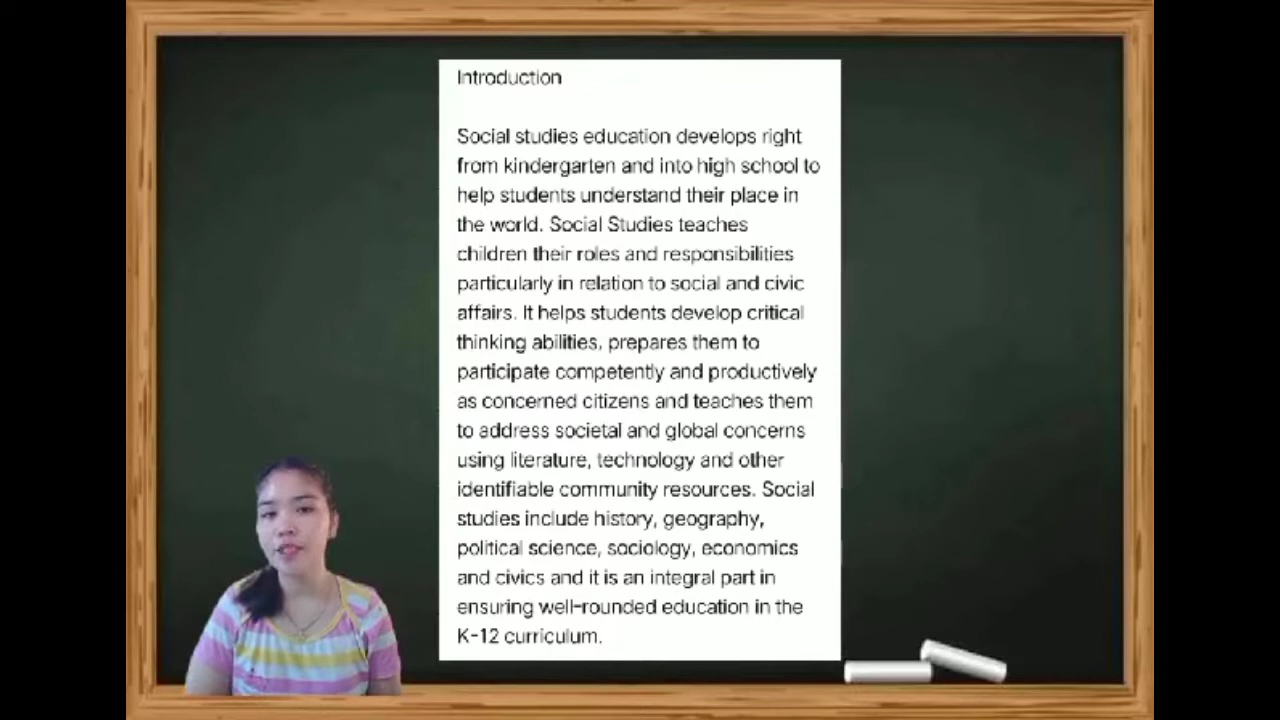 Introduction
Social studies education develops right
from kindergarten and into high school to
help students understand their place in
the world. Social Studies teaches
children their roles and responsibilities
particularly in relation to social and civic
affairs. It helps students develop critical
thinking abilities, prepares them to
participate competently and productively
as concerned citizens and teaches them
to address societal and global concerns
using literature, technology and other
identifiable community resources. Social
studies include history, geography,
political science, sociology, economics
and civics and it is an integral part in
ensuring well-rounded education in the
K-12 curriculum.